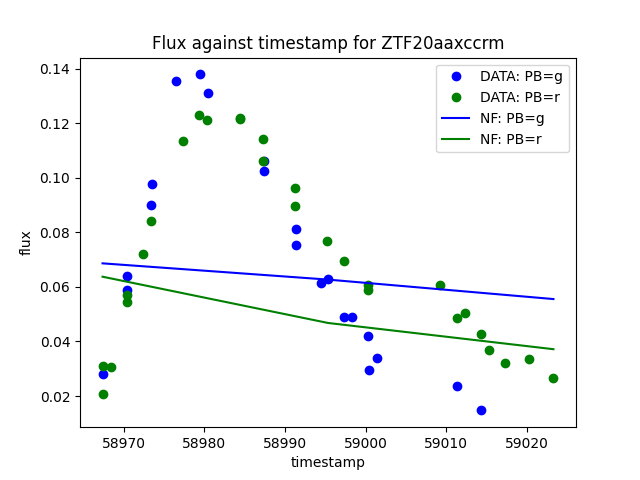 Flux against timestamp for ZTF20aaxccrm
DATA: PB=g
DATA: PB=r
NF: PB=g
NF: PB=r
0.14
0.12
0.10
0.08
0.06
0.04
0.02
flux
58970 58980 58990 59000 59010 59020
timestamp